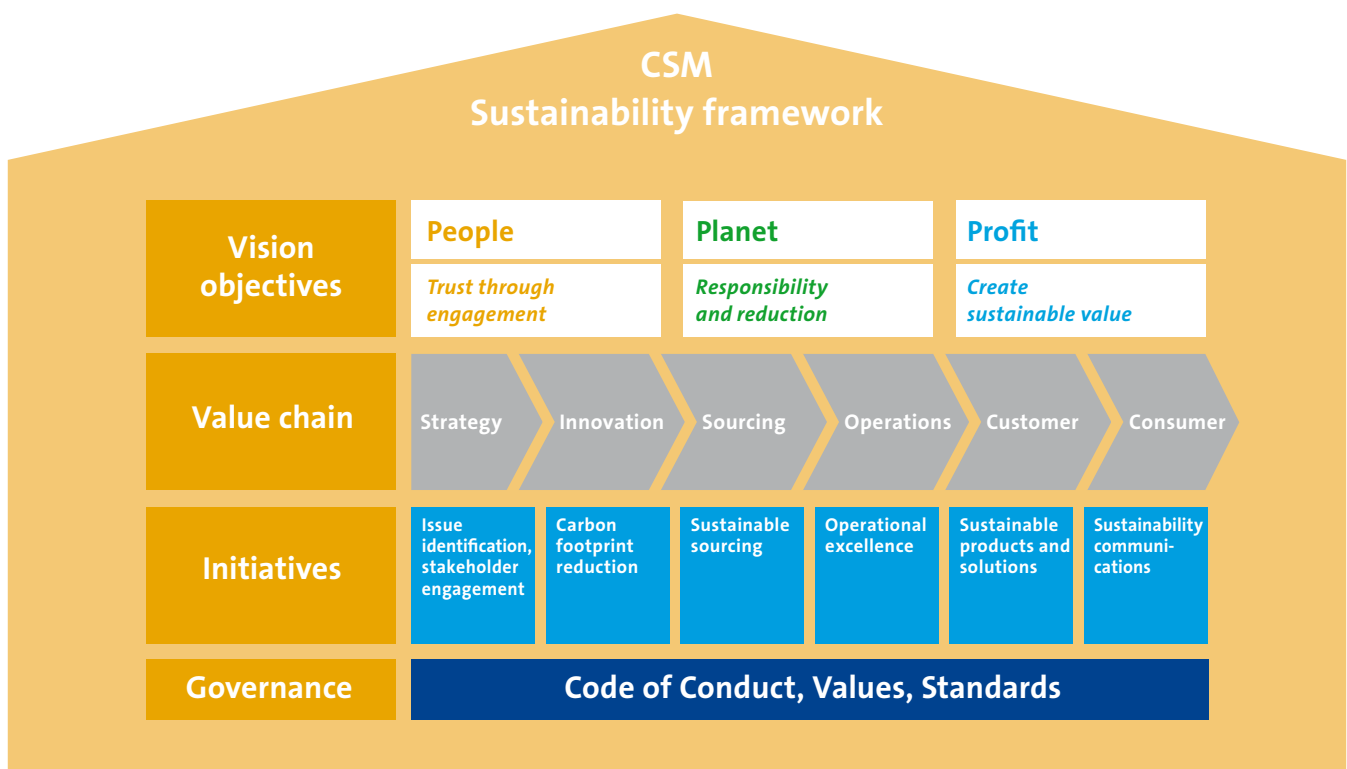 CSM
Sustainability framework
Vision
objectives
People
Planet
Profit
Trust through
engagement
Responsibility
and reduction
Create
sustainable value
Value chain
Strategy
Innovation
Sourcing
Operations
Customer
Consumer
Initiatives
Issue
identification,
stakeholder
engagement
Carbon
footprint
reduction
Sustainable
sourcing
Operational
excellence
Sustainable
products and
solutions
Sustainability
communi-
cations
Governance
Code of Conduct, Values, Standards